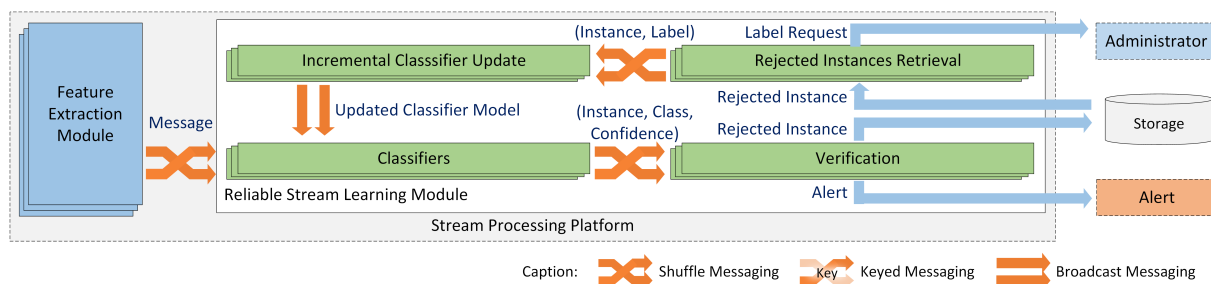 Feature
Extraction
Module
Message
(Instance, Label)
Label Request
Administrator
Incremental Classsifier Update
Rejected Instances Retrieval
Updated Classifier Model
(Instance, Class,
Confidence)
Rejected Instance
Rejected Instance
Storage
Classifiers
Verification
Reliable Stream Learning Module
Alert
Alert
Stream Processing Platform
Caption:
Shuffle Messaging
Key
Keyed Messaging
Broadcast Messaging